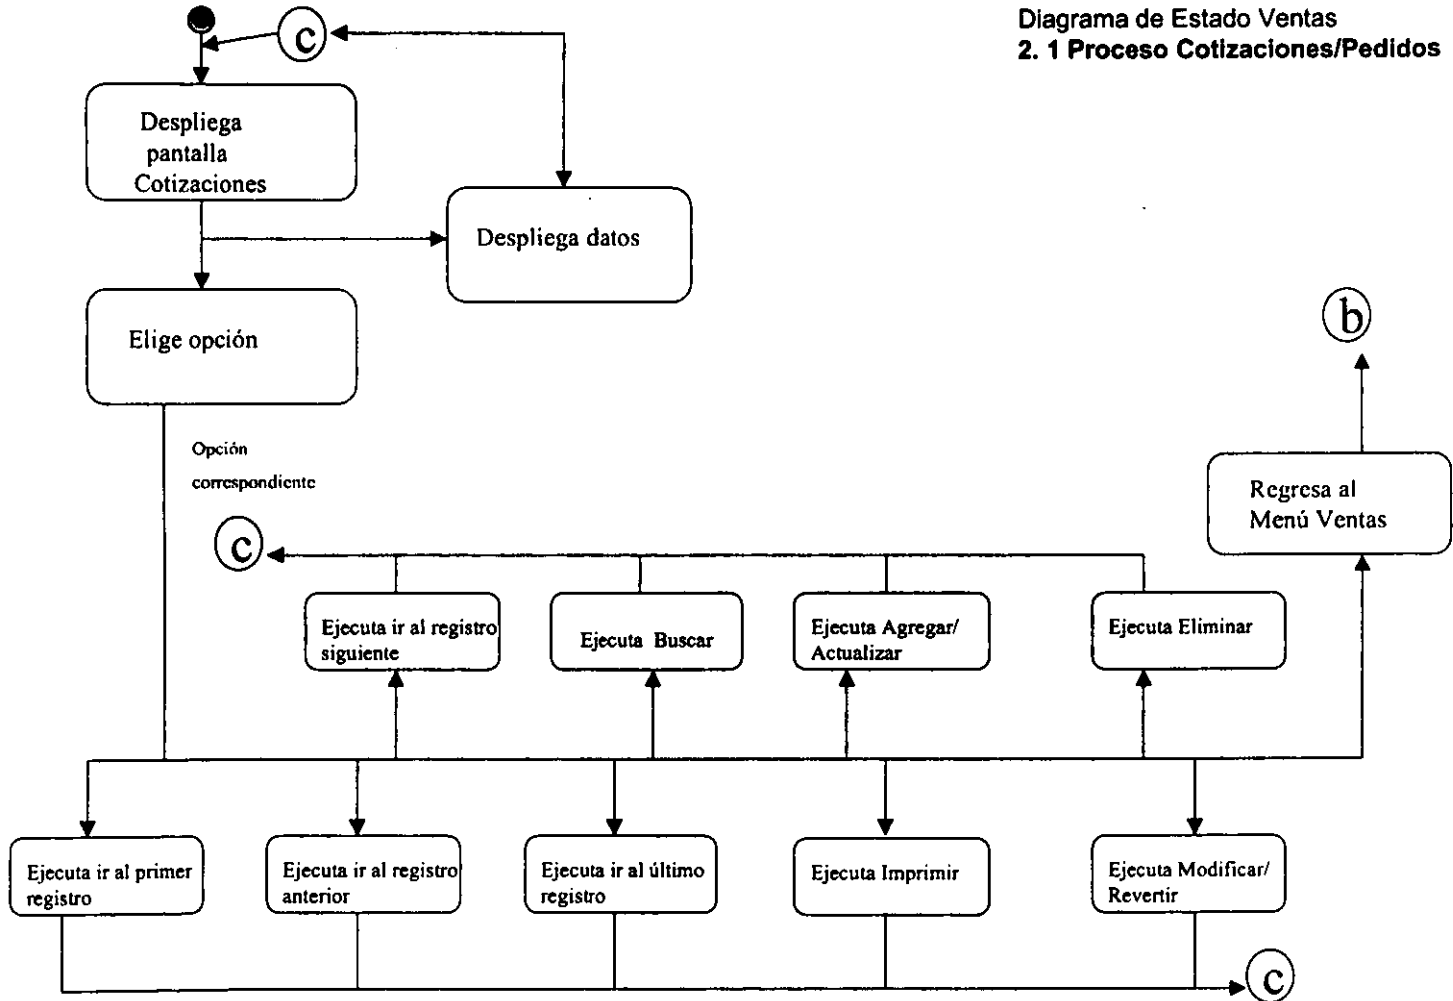 Diagrama de Estado Ventas
2. 1 Proceso Cotizaciones/Pedidos
c
Despliega
pantalla
Cotizaciones
Despliega datos
Elige opción
b
Opción
correspondiente
Regresa al
Menú Ventas
c
Ejecuta ir al registro
siguiente
Ejecuta Buscar
Ejecuta Agregar/
Actualizar
Ejecuta Eliminar
Ejecuta ir al primer
registro
Ejecuta ir al registro
anterior
Ejecuta ir al último
registro
Ejecuta Imprimir
Ejecuta Modificar/
Revertir
c